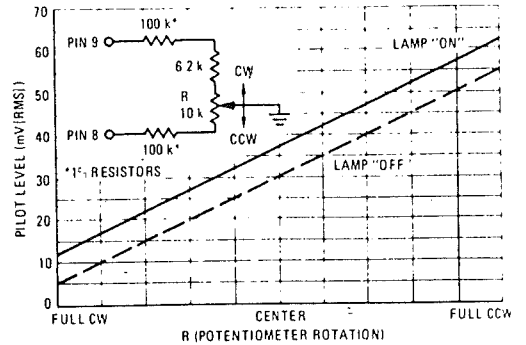 PILOT LEVEL (mV[RMS])
70
60
50
40
30
20
10
0
100 k*
PIN 9
6.2 k
CW
R
10 k
PIN 8
CCW
100 k*
*1% RESISTORS
LAMP "ON"
LAMP "OFF"
FULL CW
CENTER
FULL CCW
R (POTENTIOMETER ROTATION)